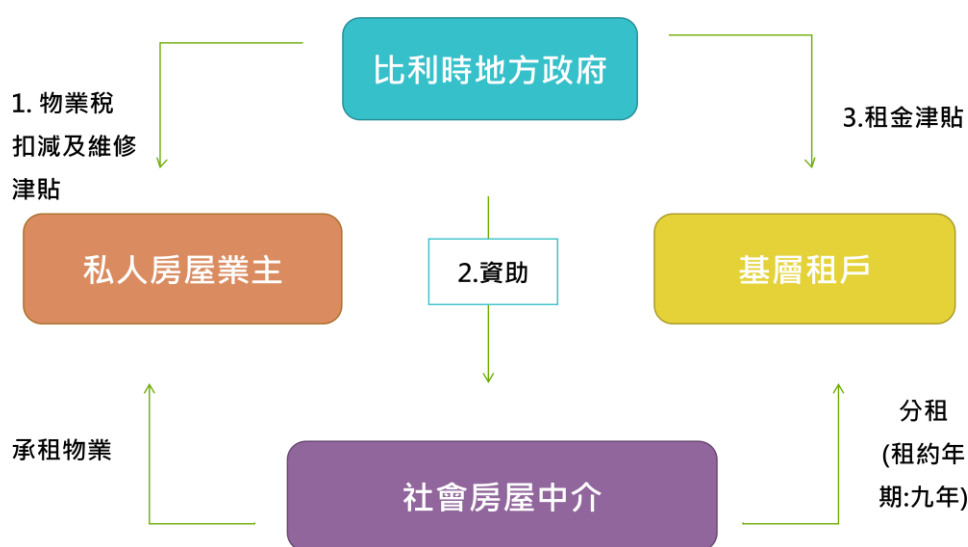 比利時地方政府
1. 物業稅
扣減及維修
津貼
3.租金津貼
私人房屋業主
2.資助
基層租戶
承租物業
分租
(租約年
期:九年)
社會房屋中介